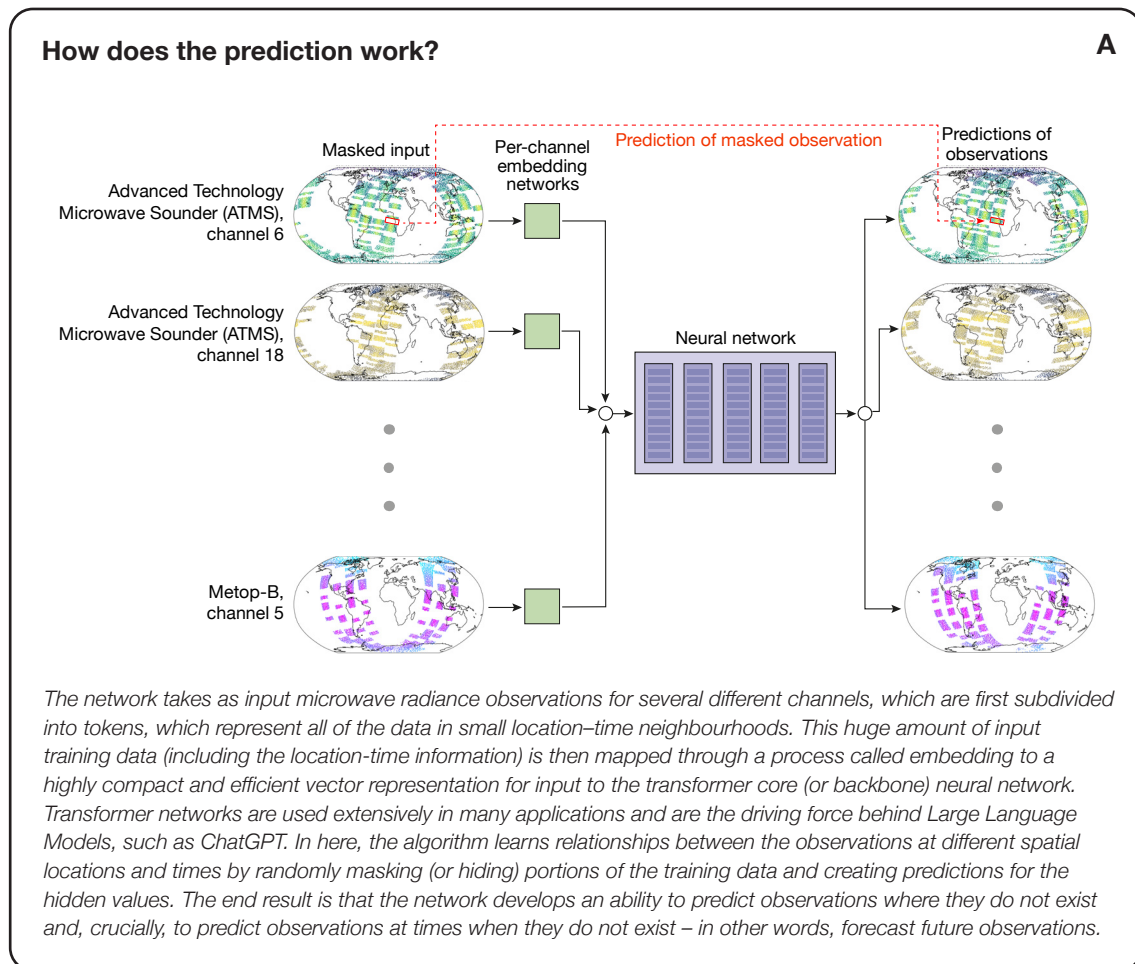 How does the prediction work?
A
Prediction of masked observation
Masked input
Per-channel
embedding
networks
Predictions of
observations
Advanced Technology
Microwave Sounder (ATMS),
channel 6
Advanced Technology
Microwave Sounder (ATMS),
channel 18
Neural network
Metop-B,
channel 5
The network takes as input microwave radiance observations for several different channels, which are first subdivided
into tokens, which represent all of the data in small location–time neighbourhoods. This huge amount of input
training data (including the location-time information) is then mapped through a process called embedding to a
highly compact and efficient vector representation for input to the transformer core (or backbone) neural network.
Transformer networks are used extensively in many applications and are the driving force behind Large Language
Models, such as ChatGPT. In here, the algorithm learns relationships between the observations at different spatial
locations and times by randomly masking (or hiding) portions of the training data and creating predictions for the
hidden values. The end result is that the network develops an ability to predict observations where they do not exist
and, crucially, to predict observations at times when they do not exist – in other words, forecast future observations.